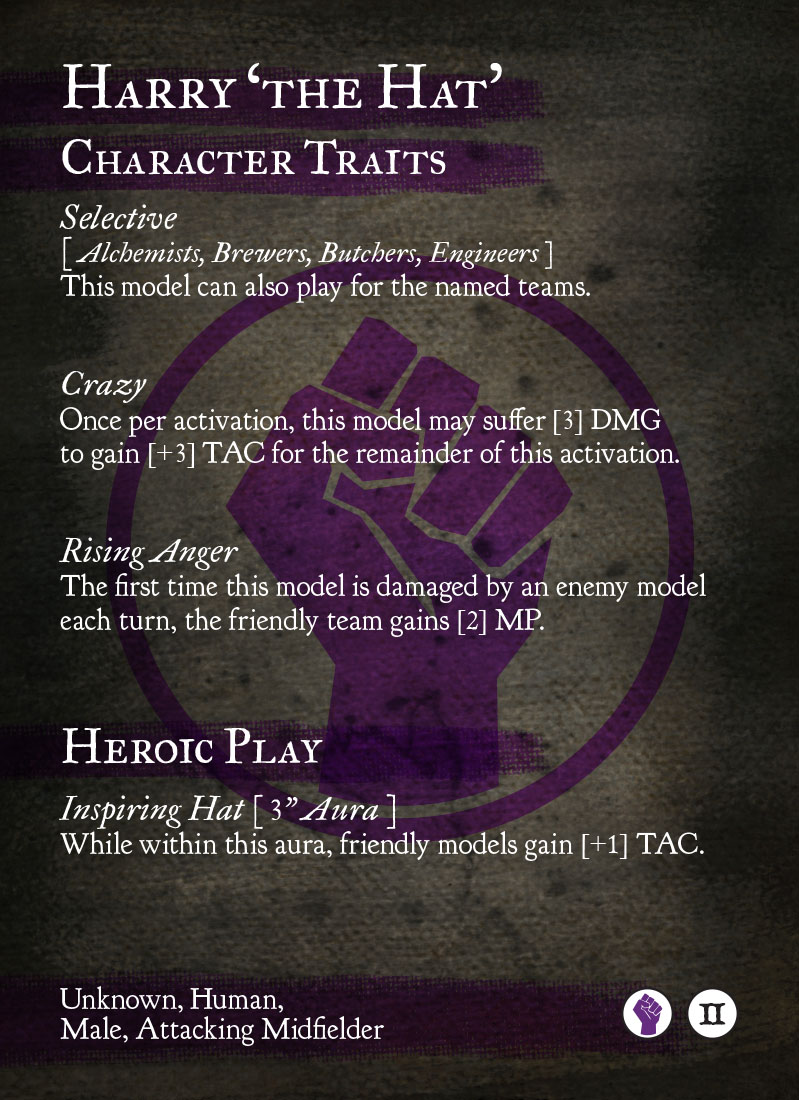 Harry ‘the Hat’
Character Traits
Selective
[ Alchemists, Brewers, Butchers, Engineers ]
This model can also play for the named teams.
Crazy
Once per activation, this model may suffer [3] DMG
to gain [+3] TAC for the remainder of this activation.
Rising Anger
The first time this model is damaged by an enemy model
each turn, the friendly team gains [2] MP.
Heroic Play
Inspiring Hat [ 3” Aura ]
While within this aura, friendly models gain [+1] TAC.
Unknown, Human,
Male, Attacking Midfielder
II